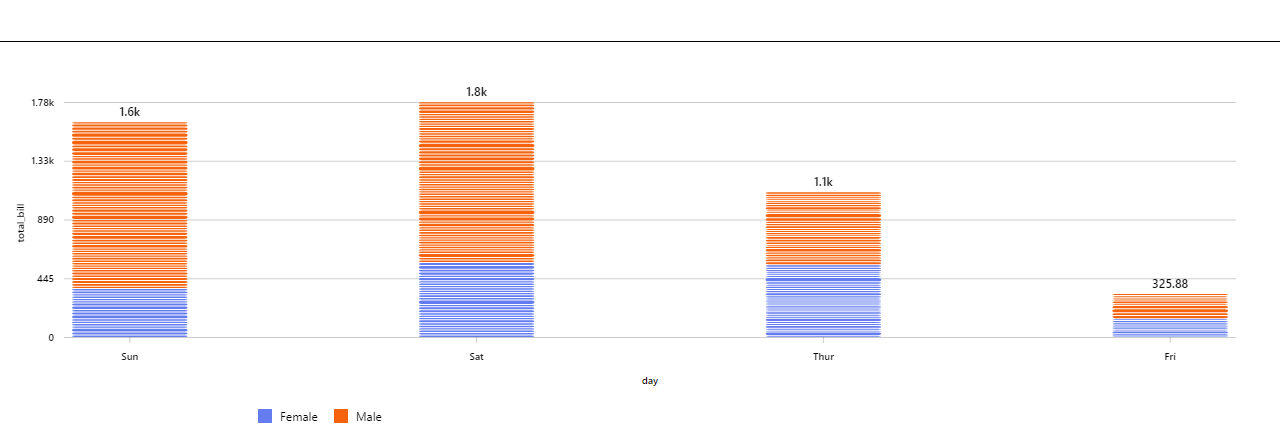 1.8k
1.78k
1.6k
1.33k
1.1k
890
total_bill
445
325.88
0
Sun Sat Thur Fri
day
Female Male